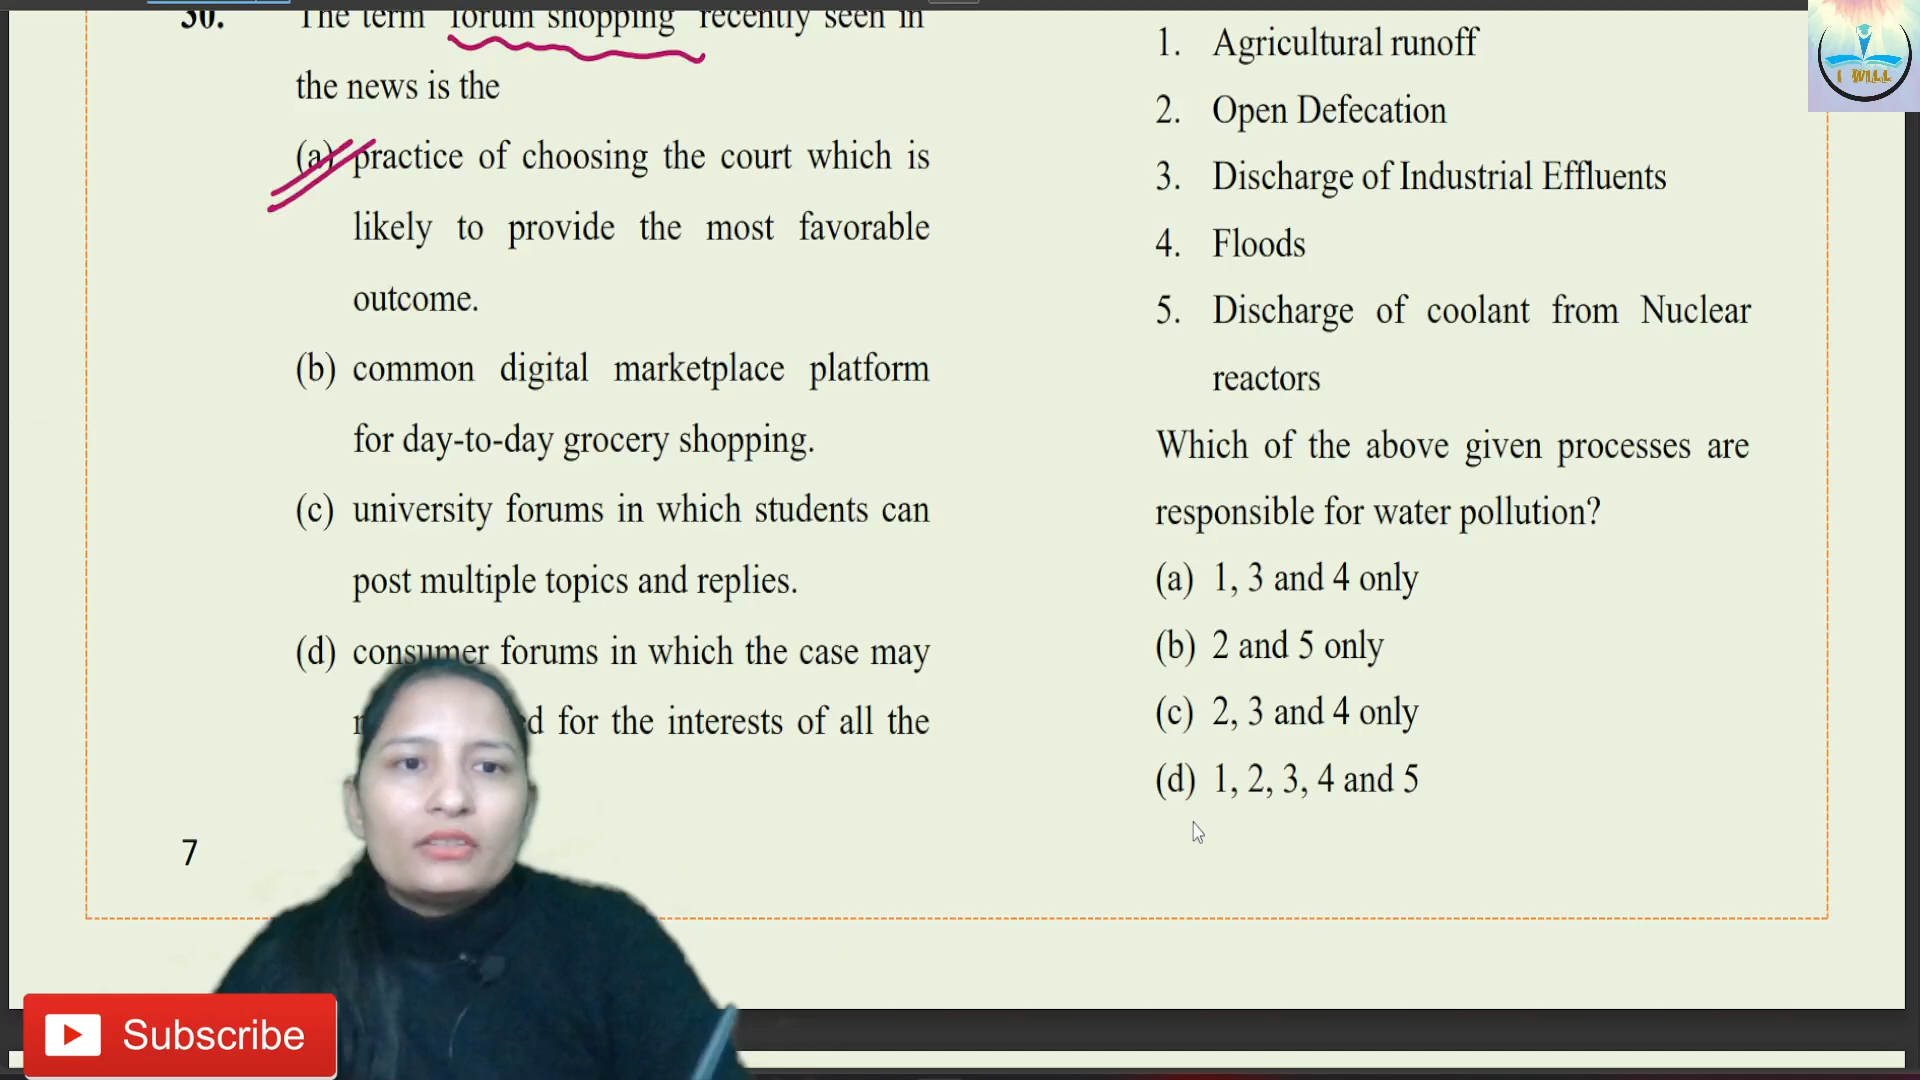 30. The term forum shopping recently seen in
the news is the
(a) practice of choosing the court which is
likely to provide the most favorable
outcome.
(b) common digital marketplace platform
for day-to-day grocery shopping.
(c) university forums in which students can
post multiple topics and replies.
(d) consumer forums in which the case may
for the interests of all the
7
1. Agricultural runoff
2. Open Defecation
3. Discharge of Industrial Effluents
4. Floods
5. Discharge of coolant from Nuclear
reactors
Which of the above given processes are
responsible for water pollution?
(a) 1, 3 and 4 only
(b) 2 and 5 only
(c) 2, 3 and 4 only
(d) 1, 2, 3, 4 and 5
I WILL
Subscribe